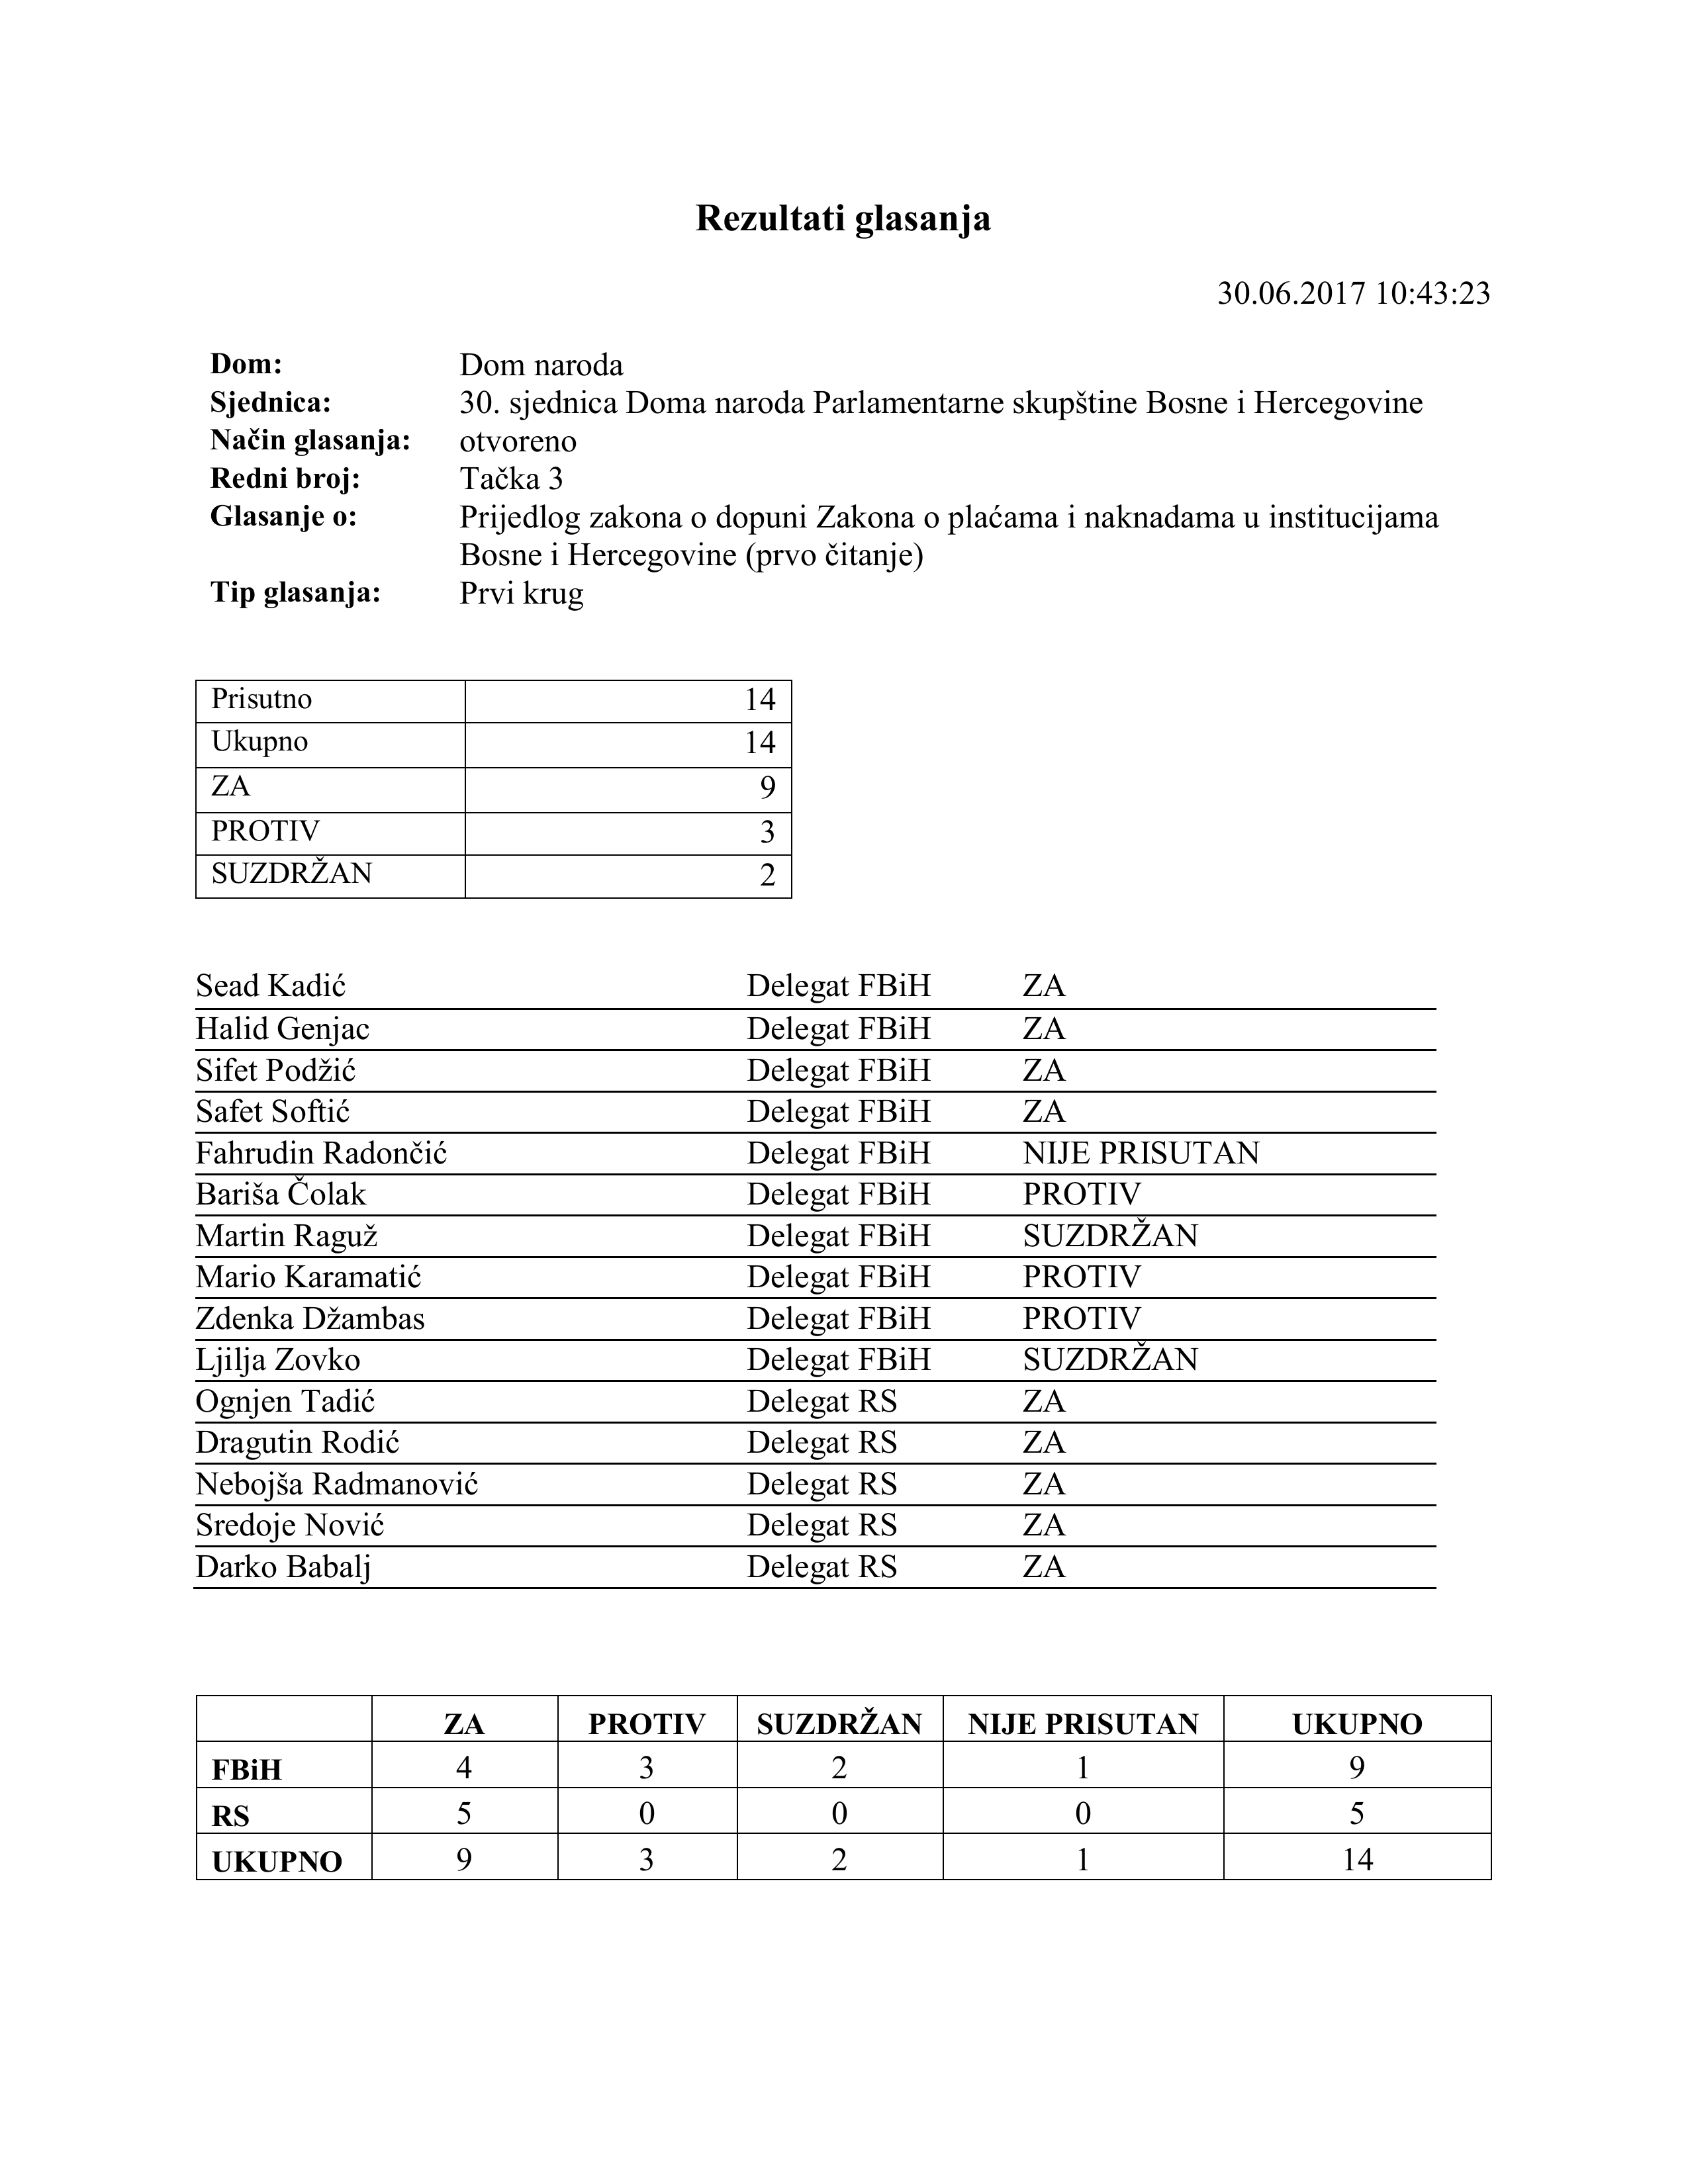 Rezultati glasanja
30.06.2017 10:43:23
Dom: Dom naroda
Sjednica: 30. sjednica Doma naroda Parlamentarne skupštine Bosne i Hercegovine
Način glasanja: otvoreno
Redni broj: Tačka 3
Glasanje o: Prijedlog zakona o dopuni Zakona o plaćama i naknadama u institucijama
Bosne i Hercegovine (prvo čitanje)
Tip glasanja: Prvi krug
Prisutno 14
Ukupno 14
ZA 9
PROTIV 3
SUZDRŽAN 2
Sead Kadić Delegat FBiH ZA
Halid Genjac Delegat FBiH ZA
Sifet Podžić Delegat FBiH ZA
Safet Softić Delegat FBiH ZA
Fahrudin Radončić Delegat FBiH NIJE PRISUTAN
Bariša Čolak Delegat FBiH PROTIV
Martin Raguž Delegat FBiH SUZDRŽAN
Mario Karamatić Delegat FBiH PROTIV
Zdenka Džambas Delegat FBiH PROTIV
Ljilja Zovko Delegat FBiH SUZDRŽAN
Ognjen Tadić Delegat RS ZA
Dragutin Rodić Delegat RS ZA
Nebojša Radmanović Delegat RS ZA
Sredoje Nović Delegat RS ZA
Darko Babalj Delegat RS ZA
ZA PROTIV SUZDRŽAN NIJE PRISUTAN UKUPNO
FBiH 4 3 2 1 9
RS 5 0 0 0 5
UKUPNO 9 3 2 1 14